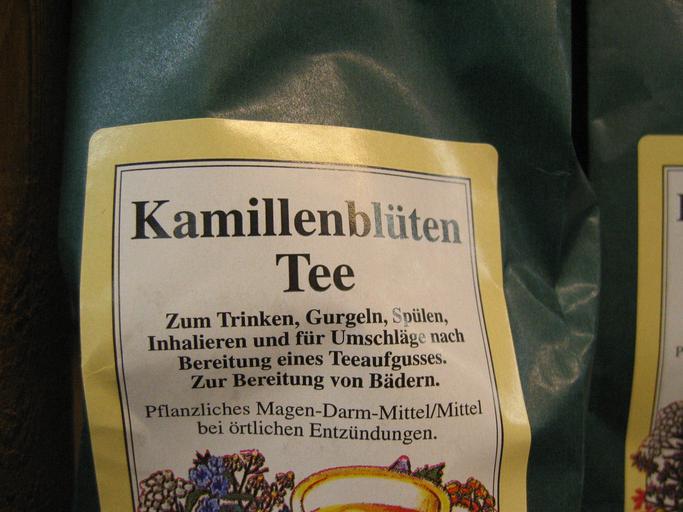 Kamillenblüten
Tee
Zum Trinken, Gurgeln, Spülen,
Inhalieren und für Umschläge nach
Bereitung eines Teeaufgusses.
Zur Bereitung von Bädern.
Pflanzliches Magen-Darm-Mittel/Mittel
bei örtlichen Entzündungen.